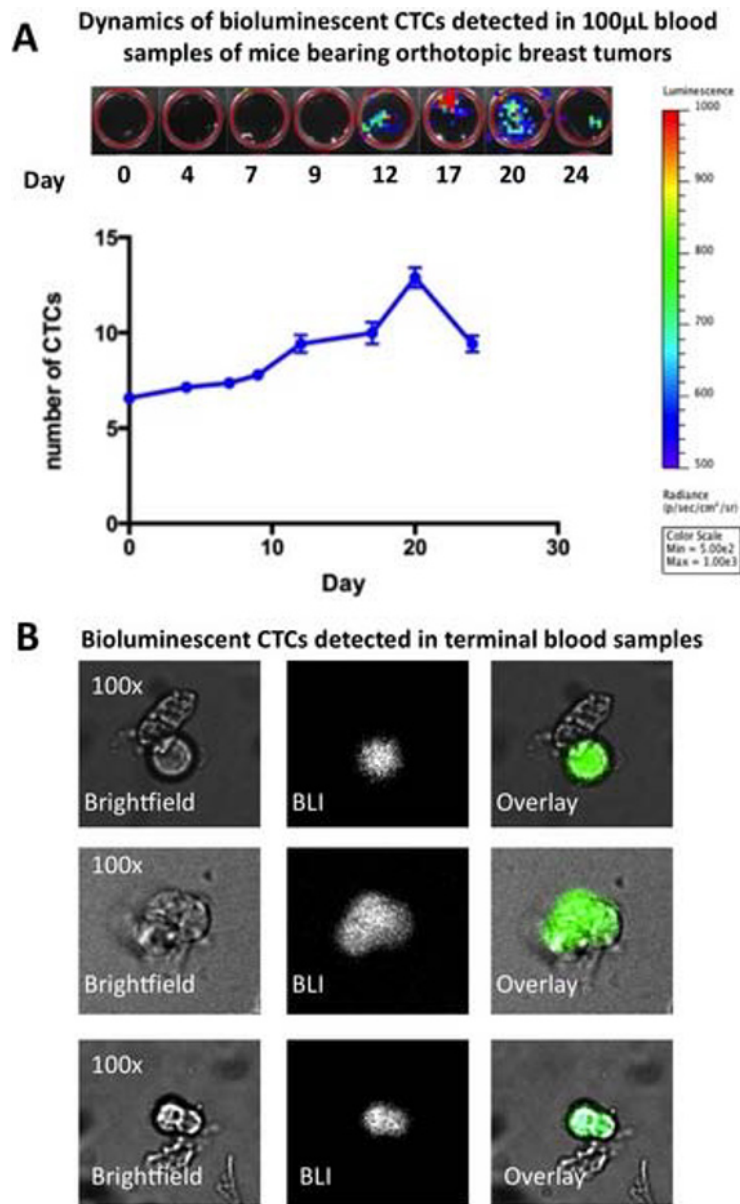 A
Dynamics of bioluminescent CTCs detected in 100µL blood
samples of mice bearing orthotopic breast tumors
Day 0 4 7 9 12 17 20 24
15
10
5
0
number of CTCs
0 10 20 30
Day
Luminescence
1000
900
800
700
600
500
Radiance
(p/sec/cm²/sr)
Color Scale
Min = 5.00e2
Max = 1.00e3
B
Bioluminescent CTCs detected in terminal blood samples
100x
Brightfield BLI Overlay
100x
Brightfield BLI Overlay
100x
Brightfield BLI Overlay